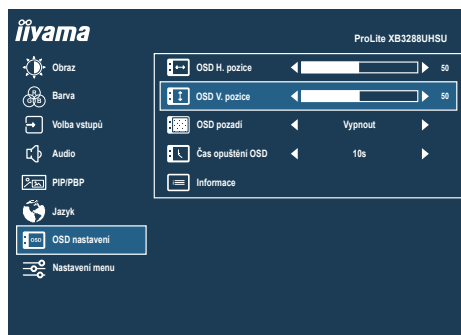 iiyama
ProLite XB3288UHSU
Obraz
Barva
Volba vstupů
Audio
PIP/PBP
Jazyk
OSD nastavení
Nastavení menu
OSD H. pozice 50
OSD V. pozice 50
OSD pozadí Vypnout
Čas opuštění OSD 10s
Informace
R
G B
OSD